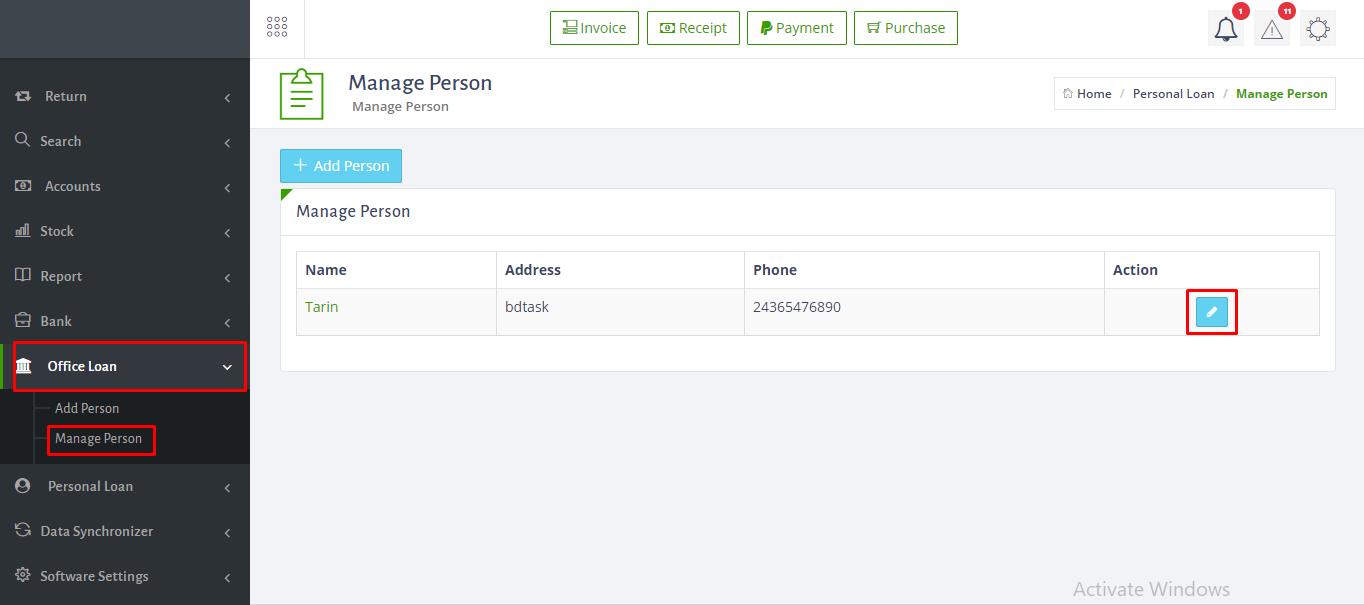 Invoice
Receipt
Payment
Purchase
1
11
Manage Person
Manage Person
Home / Personal Loan / Manage Person
Return
Search
Accounts
Stock
Report
Bank
Office Loan
Add Person
Manage Person
Personal Loan
Data Synchronizer
Software Settings
+ Add Person
Manage Person
Name Address Phone Action
Tarin bdtask 24365476890
Activate Windows